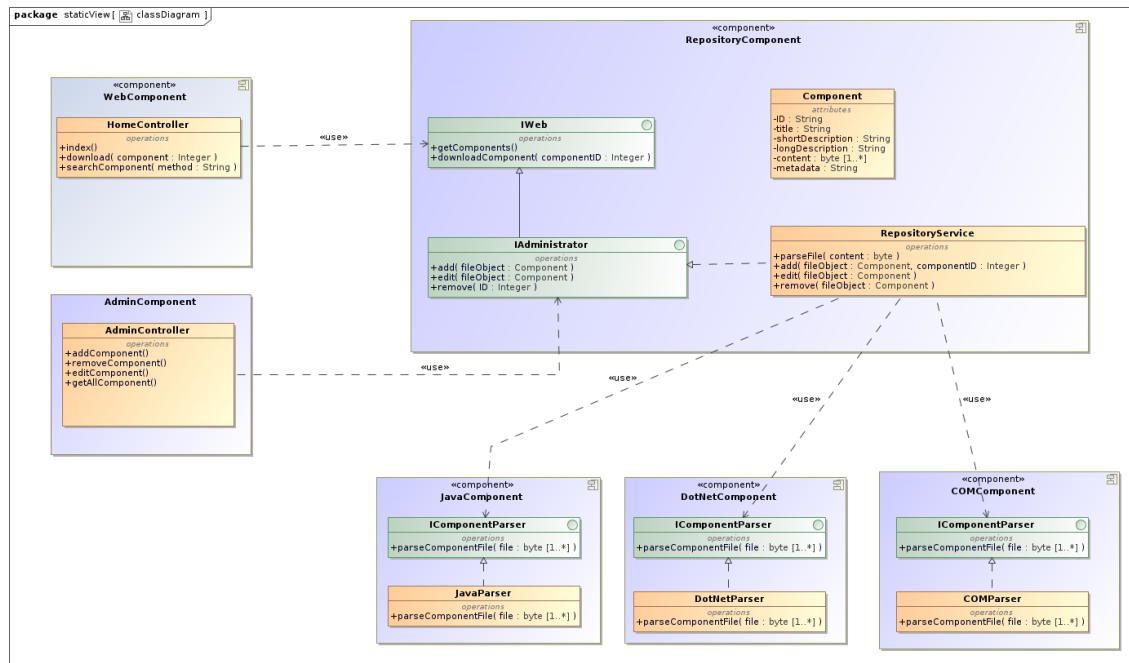 package staticView [ classDiagram ]
«component»
RepositoryComponent
«component»
WebComponent
HomeController
operations
+index()
+download( component : Integer )
+searchComponent( method : String )
«use»
IWeb
operations
+getComponents()
+downloadComponent( componentID : Integer )
Component
attributes
-ID : String
-title : String
-shortDescription : String
-longDescription : String
-content : byte [1..*]
-metadata : String
IAdministrator
operations
+add( fileObject : Component )
+edit( fileObject : Component )
+remove( ID : Integer )
RepositoryService
operations
+parseFile( content : byte )
+add( fileObject : Component, componentID : Integer )
+edit( fileObject : Component )
+remove( fileObject : Component )
AdminComponent
AdminController
operations
+addComponent()
+removeComponent()
+editComponent()
+getAllComponent()
«use»
«use»
«use»
«use»
«component»
JavaComponent
IComponentParser
operations
+parseComponentFile( file : byte [1..*] )
JavaParser
operations
+parseComponentFile( file : byte [1..*] )
«component»
DotNetComponent
IComponentParser
operations
+parseComponentFile( file : byte [1..*] )
DotNetParser
operations
+parseComponentFile( file : byte [1..*] )
«component»
COMComponent
IComponentParser
operations
+parseComponentFile( file : byte [1..*] )
COMParser
operations
+parseComponentFile( file : byte [1..*] )